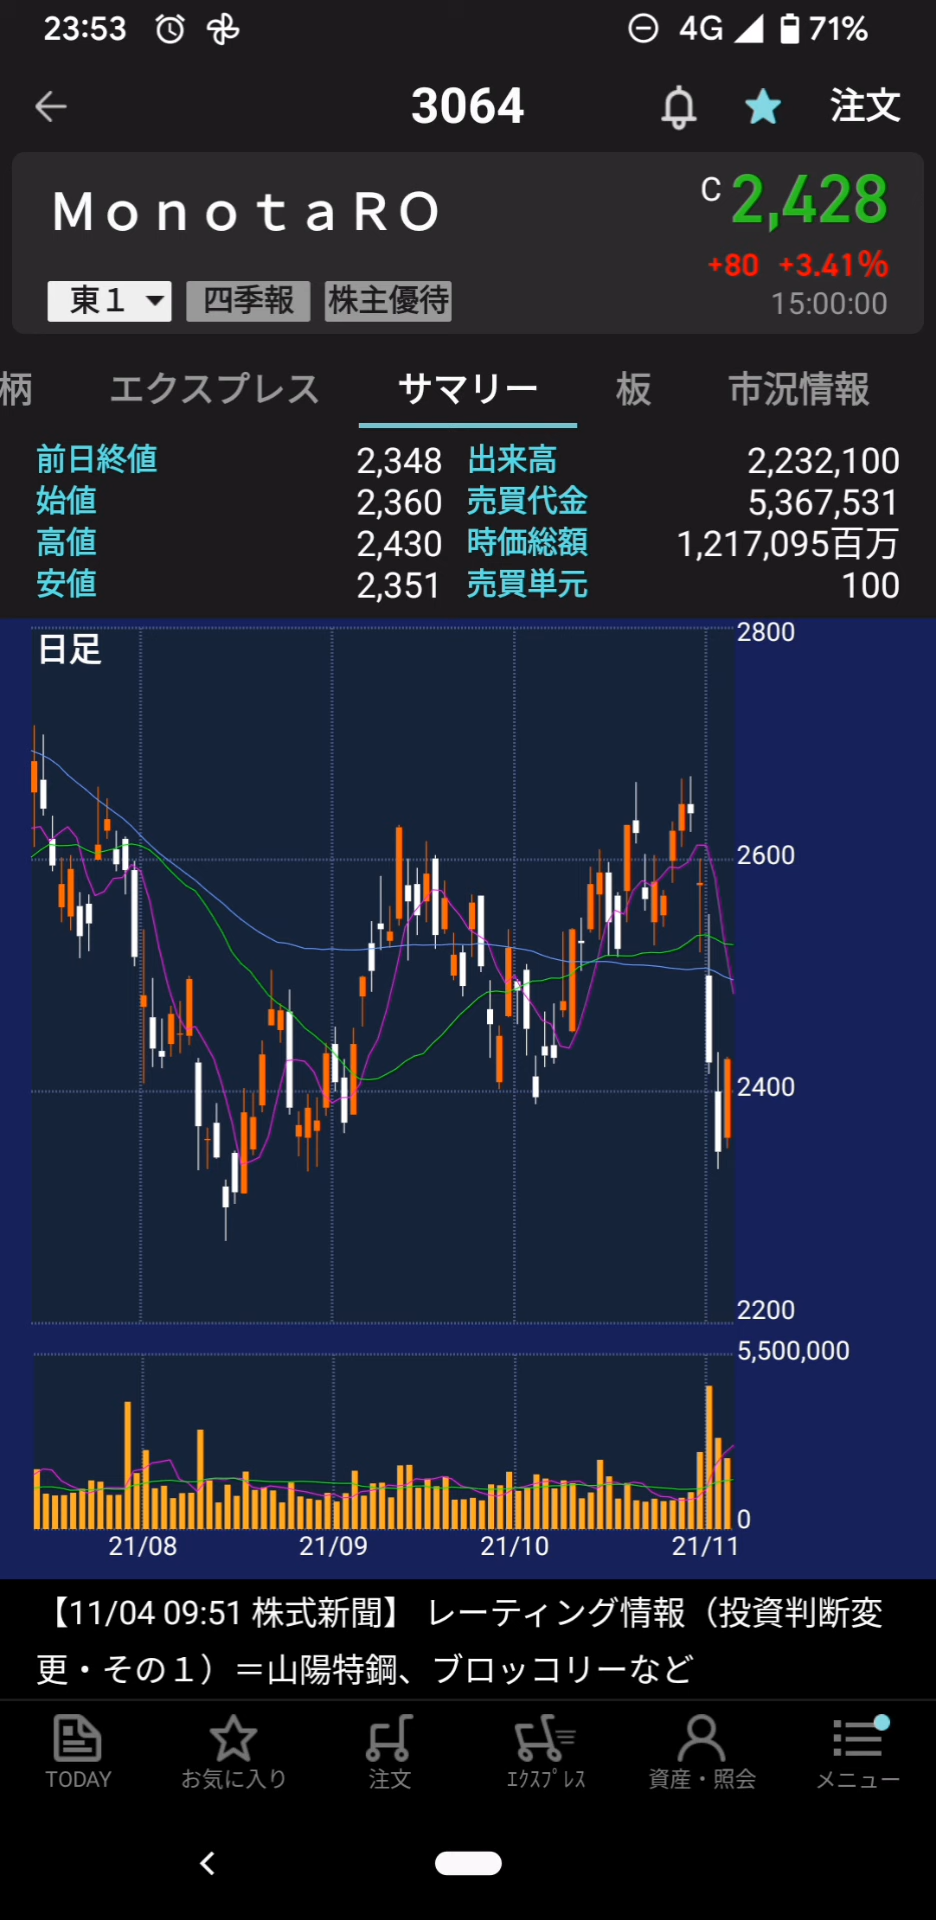 23:53 4G 71%
3064 注文
ＭｏｎｏｔａＲＯ C 2,428
+80 +3.41%
東１ 四季報 株主優待 15:00:00
柄 エクスプレス サマリー 板 市況情報
前日終値 2,348 出来高 2,232,100
始値 2,360 売買代金 5,367,531
高値 2,430 時価総額 1,217,095百万
安値 2,351 売買単元 100
日足 2800
2600
2400
2200
5,500,000
0
21/08 21/09 21/10 21/11
【11/04 09:51 株式新聞】 レーティング情報（投資判断変
更・その１）＝山陽特鋼、ブロッコリーなど
TODAY お気に入り 注文 ｴｸｽﾌﾟﾚｽ 資産・照会 メニュー